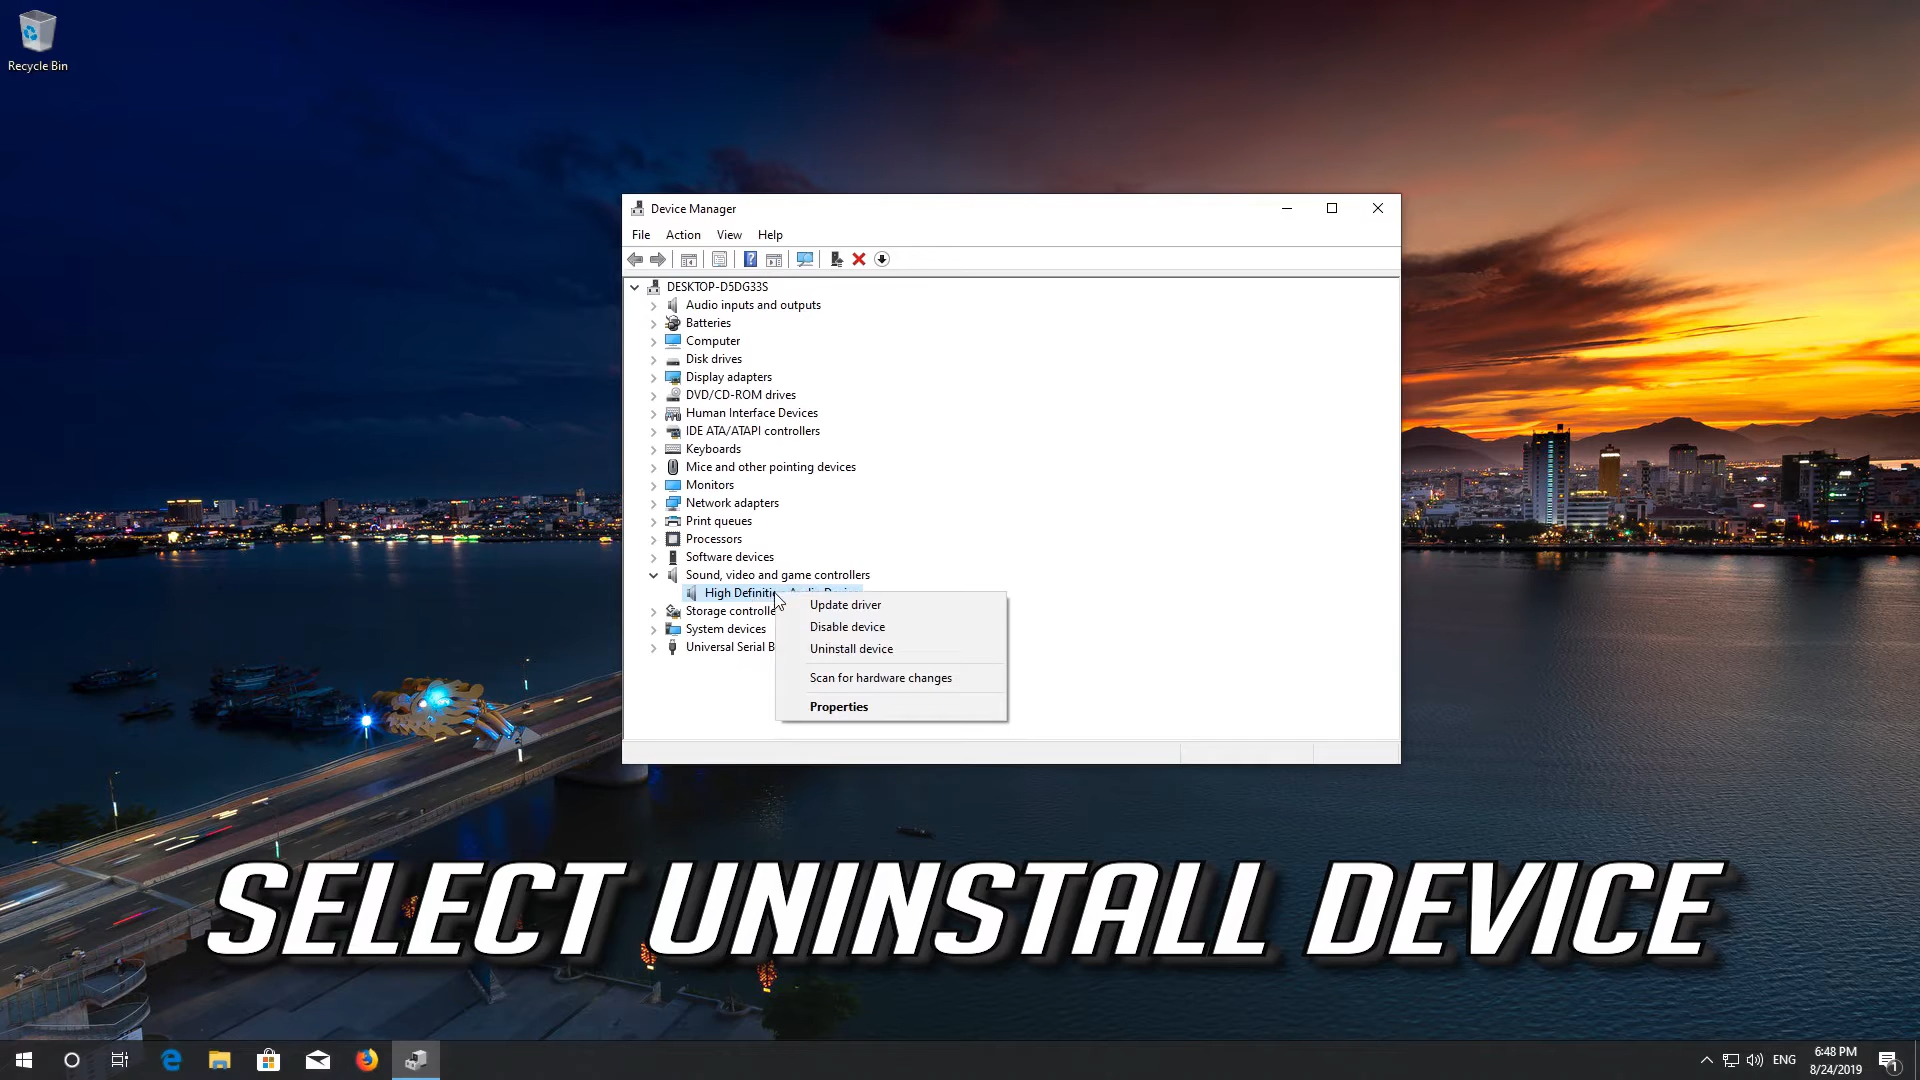 Recycle Bin
Device Manager
File Action View Help
DESKTOP-D5DG33S
Audio inputs and outputs
Batteries
Computer
Disk drives
Display adapters
DVD/CD-ROM drives
Human Interface Devices
IDE ATA/ATAPI controllers
Keyboards
Mice and other pointing devices
Monitors
Network adapters
Print queues
Processors
Software devices
Sound, video and game controllers
High
Storage
System devices
Universal Serial
Update driver
Disable device
Uninstall device
Scan for hardware changes
Properties
SELECT UNINSTALL DEVICE
ENG
6:48 PM
8/24/2019
1